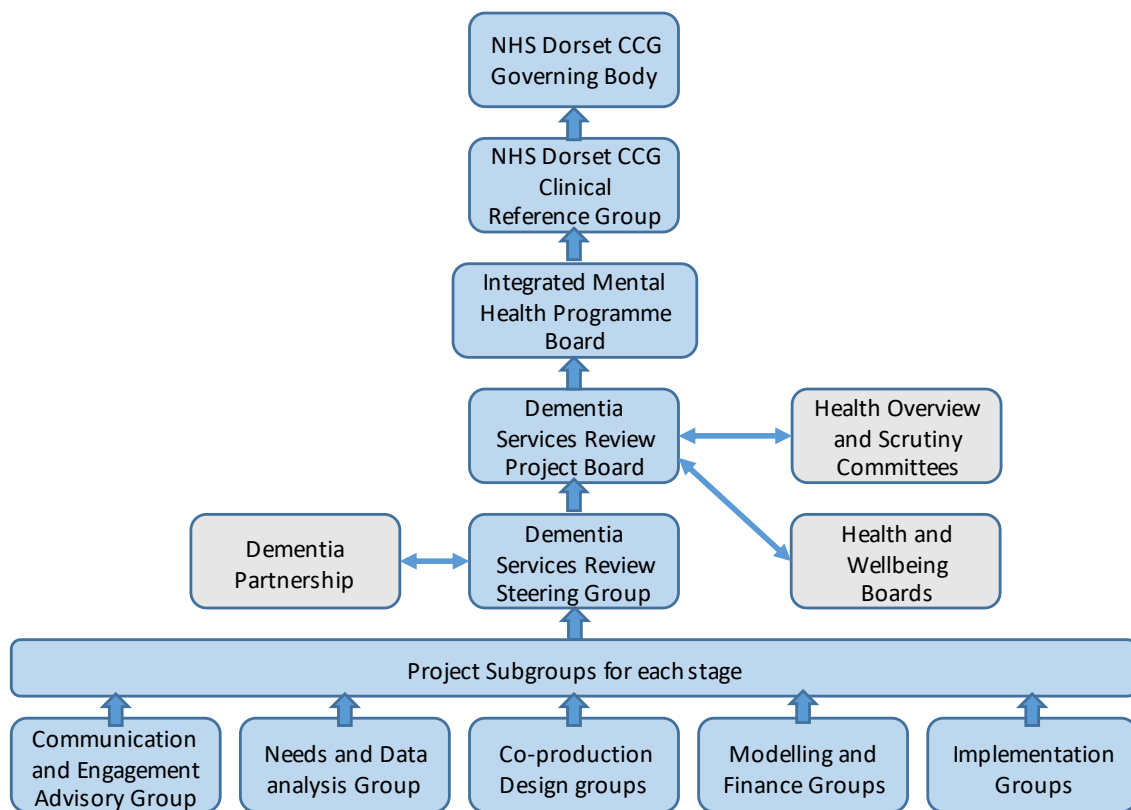 NHS Dorset CCG
Governing Body
NHS Dorset CCG
Clinical
Reference Group
Integrated Mental
Health Programme
Board
Dementia
Services Review
Project Board
Health Overview
and Scrutiny
Committees
Dementia
Partnership
Dementia
Services Review
Steering Group
Health and
Wellbeing
Boards
Project Subgroups for each stage
Communication
and Engagement
Advisory Group
Needs and Data
analysis Group
Co-production
Design groups
Modelling and
Finance Groups
Implementation
Groups